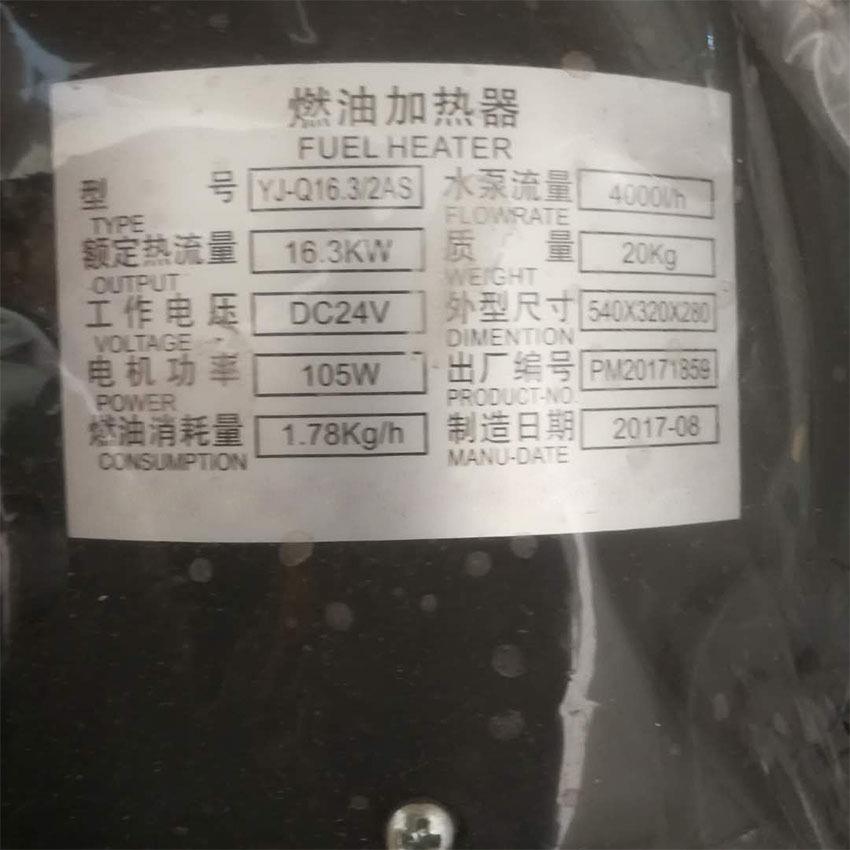 燃油加热器
FUEL HEATER
型 号 YJ-Q16.3/2AS 水泵流量 4000l/h
TYPE FLOWRATE
额定热流量 16.3KW 质 量 20Kg
OUTPUT WEIGHT
工作电压 DC24V 外型尺寸 540X320X280
VOLTAGE DIMENTION
电机功率 105W 出厂编号 PM20171859
POWER PRODUCT-NO.
燃油消耗量 1.78Kg/h 制造日期 2017-08
CONSUMPTION MANU-DATE